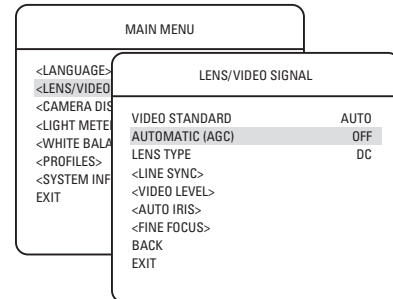 MAIN MENU
<LANGUAGE>
<LENS/VIDEO
<CAMERA DIS
<LIGHT METE
<WHITE BALA
<PROFILES>
<SYSTEM INF
EXIT
LENS/VIDEO SIGNAL
VIDEO STANDARD AUTO
AUTOMATIC (AGC) OFF
LENS TYPE DC
<LINE SYNC>
<VIDEO LEVEL>
<AUTO IRIS>
<FINE FOCUS>
BACK
EXIT